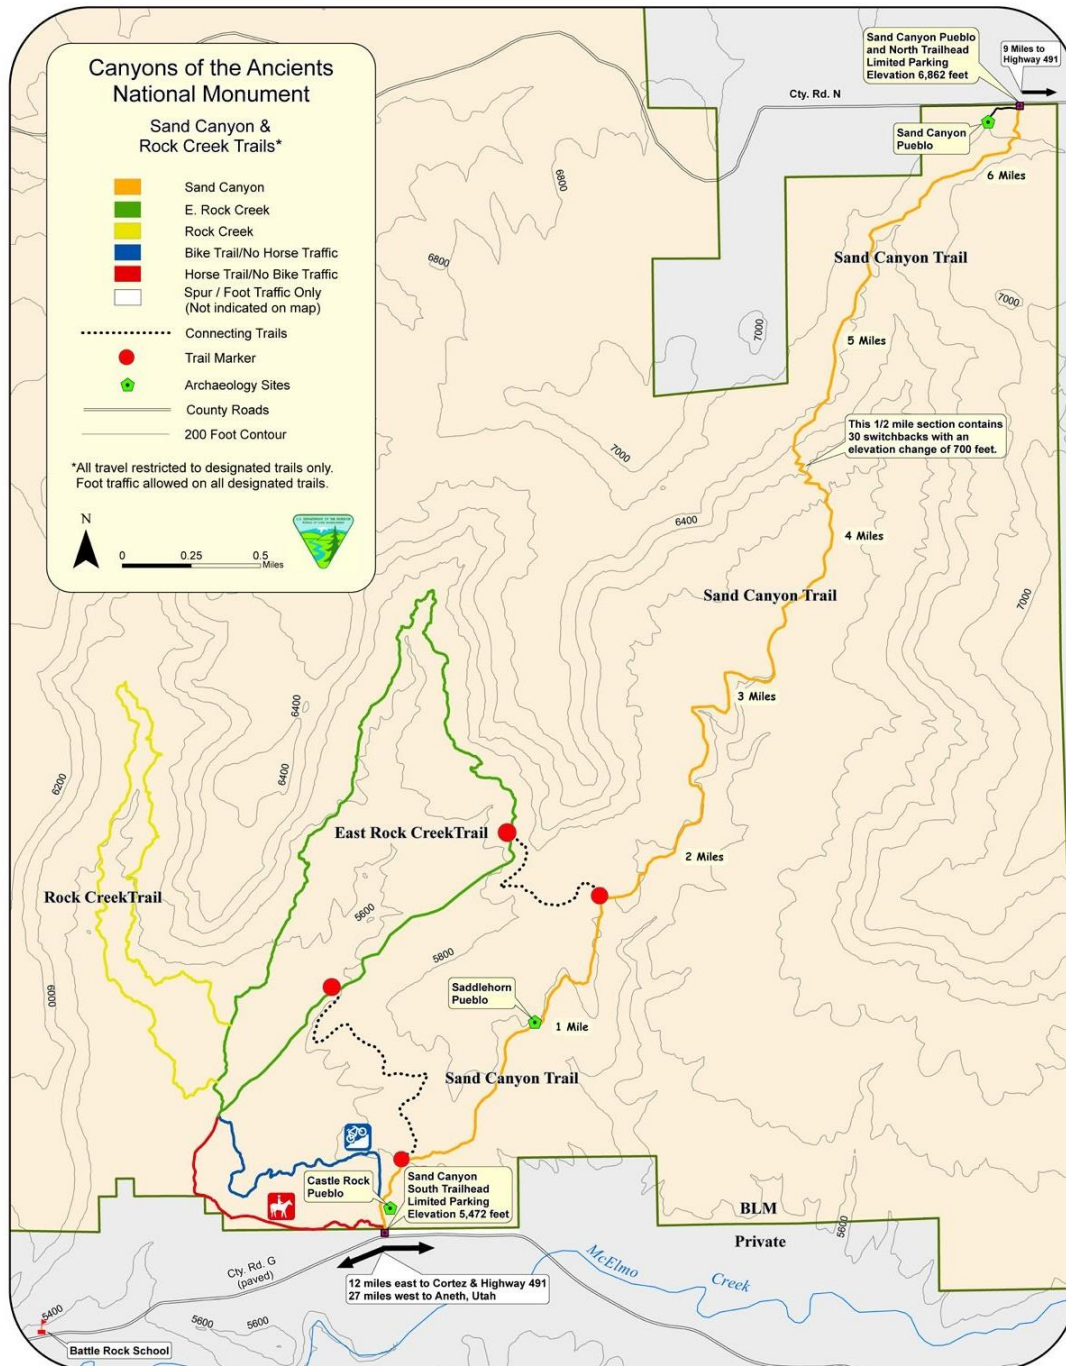 Canyons of the Ancients
National Monument
Sand Canyon &
Rock Creek Trails*
Sand Canyon
E. Rock Creek
Rock Creek
Bike Trail/No Horse Traffic
Horse Trail/No Bike Traffic
Spur / Foot Traffic Only
(Not indicated on map)
Connecting Trails
Trail Marker
Archaeology Sites
County Roads
200 Foot Contour
*All travel restricted to designated trails only.
Foot traffic allowed on all designated trails.
N
0 0.25 0.5
Miles
Sand Canyon Pueblo
and North Trailhead
Limited Parking
Elevation 6,862 feet
9 Miles to
Highway 491
Cty. Rd. N
Sand Canyon
Pueblo
6 Miles
6800
Sand Canyon Trail
6800
7000
7000
5 Miles
This 1/2 mile section contains
30 switchbacks with an
elevation change of 700 feet.
7000
6400
4 Miles
Sand Canyon Trail
7000
3 Miles
6400
6400
6200
East Rock CreekTrail
2 Miles
Rock CreekTrail
5600
5800
6000
Saddlehorn
Pueblo
1 Mile
Sand Canyon Trail
Castle Rock
Pueblo
Sand Canyon
South Trailhead
Limited Parking
Elevation 5,472 feet
BLM
Private
5600
Cty. Rd. G
(paved)
McElmo Creek
12 miles east to Cortez & Highway 491
27 miles west to Aneth, Utah
5400
5600
5600
Battle Rock School